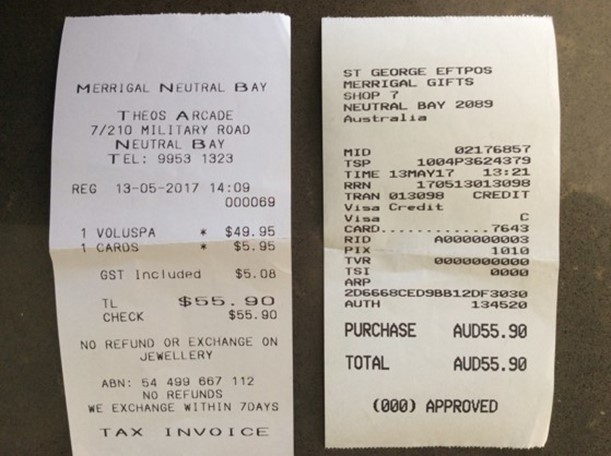 MERRIGAL NEUTRAL BAY
THEOS ARCADE
7/210 MILITARY ROAD
NEUTRAL BAY
TEL: 9953 1323
REG 13-05-2017 14:09
000069
1 VOLUSPA * $49.95
1 CARDS * $5.95
GST Included $5.08
TL $55.90
CHECK $55.90
NO REFUND OR EXCHANGE ON
JEWELLERY
ABN: 54 499 667 112
NO REFUNDS
WE EXCHANGE WITHIN 7DAYS
TAX INVOICE
ST GEORGE EFTPOS
MERRIGAL GIFTS
SHOP 7
NEUTRAL BAY 2089
Australia
MID 02176857
TSP 1004P3624379
TIME 13MAY17 13:21
RRN 170513013098
TRAN 013098 CREDIT
Visa Credit
Visa C
CARD............7643
RID A000000003
PIX 1010
TVR 0000000000
TSI 0000
ARP
2D6668CED9BB12DF3030
AUTH 134520
PURCHASE AUD55.90
TOTAL AUD55.90
(000) APPROVED